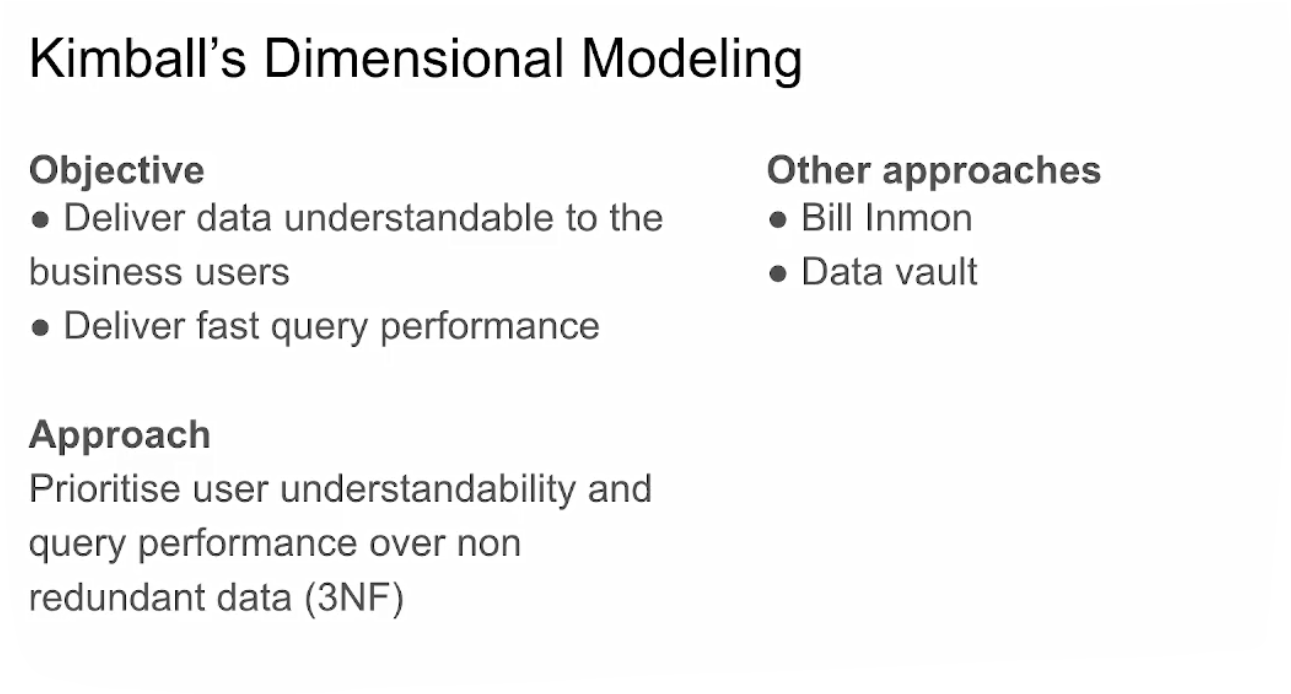 Kimball’s Dimensional Modeling
Objective
● Deliver data understandable to the
business users
● Deliver fast query performance
Approach
Prioritise user understandability and
query performance over non
redundant data (3NF)
Other approaches
● Bill Inmon
● Data vault